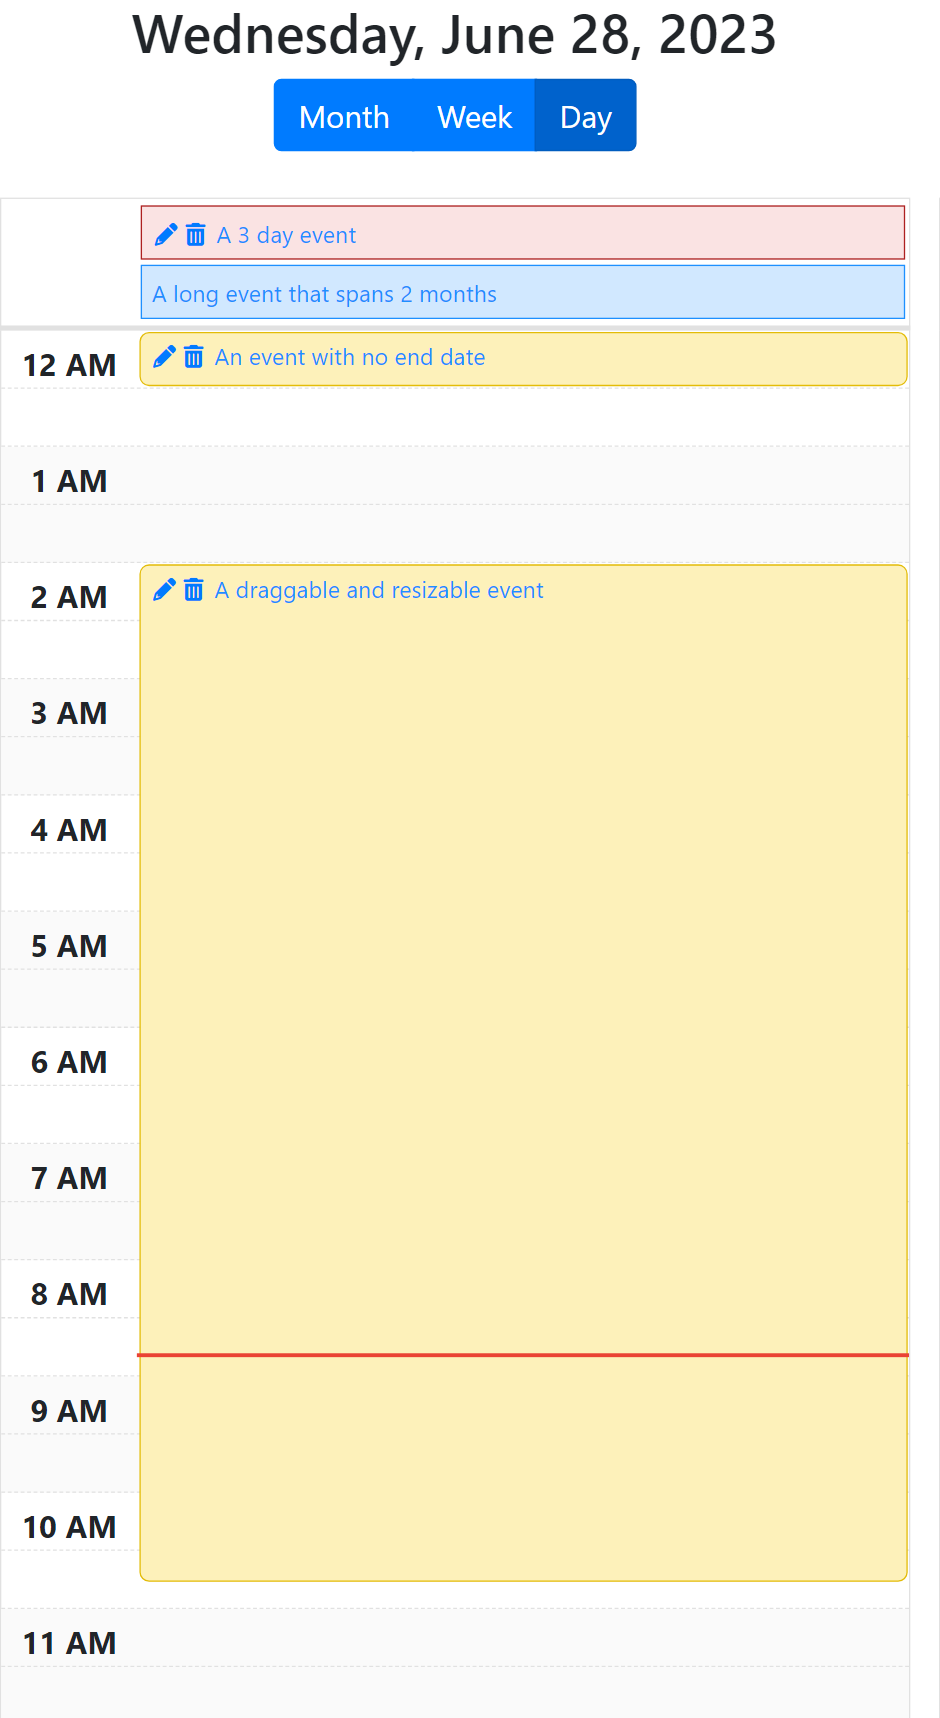 Wednesday, June 28, 2023
Month Week Day
A 3 day event
A long event that spans 2 months
12 AM An event with no end date
1 AM
2 AM A draggable and resizable event
3 AM
4 AM
5 AM
6 AM
7 AM
8 AM
9 AM
10 AM
11 AM